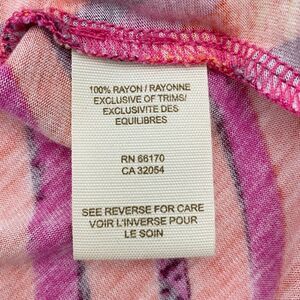 100% RAYON / RAYONNE
EXCLUSIVE OF TRIMS/
EXCLUSIVITE DES
EQUILIBRES
RN 66170
CA 32054
SEE REVERSE FOR CARE
VOIR L'INVERSE POUR
LE SOIN